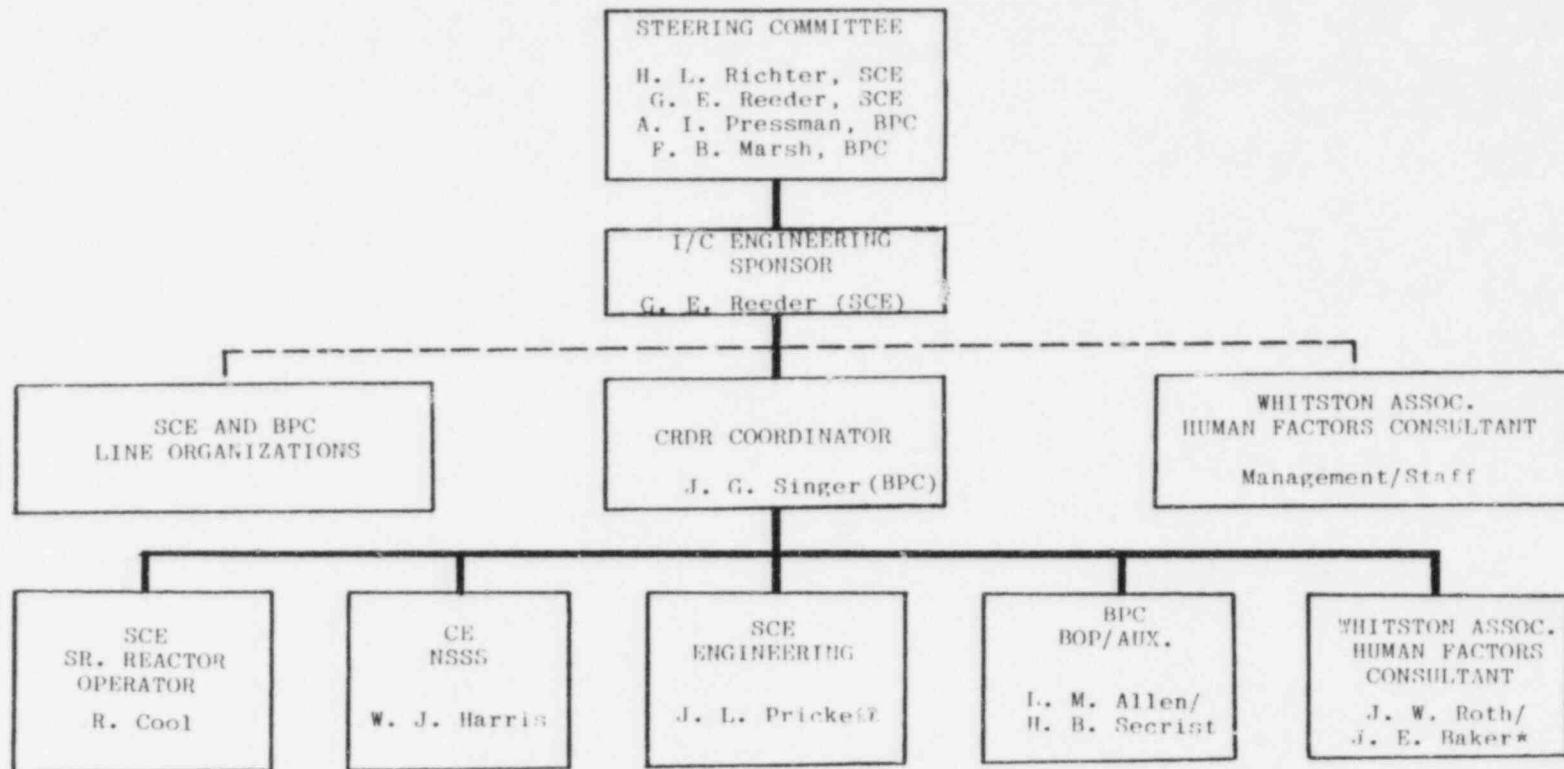 STEERING COMMITTEE
H. L. Richter, SCE
G. E. Reeder, SCE
A. I. Pressman, BPC
F. B. Marsh, BPC
I/C ENGINEERING
SPONSOR
G. E. Reeder (SCE)
SCE AND BPC
LINE ORGANIZATIONS
CRDR COORDINATOR
J. G. Singer (BPC)
WHITSTON ASSOC.
HUMAN FACTORS CONSULTANT
Management/Staff
SCE
SR. REACTOR
OPERATOR
R. Cool
CE
NSSS
W. J. Harris
SCE
ENGINEERING
J. L. Prickett
BPC
BOP/AUX.
L. M. Allen/
H. B. Secrist
WHITSTON ASSOC.
HUMAN FACTORS
CONSULTANT
J. W. Roth/
J. E. Baker*